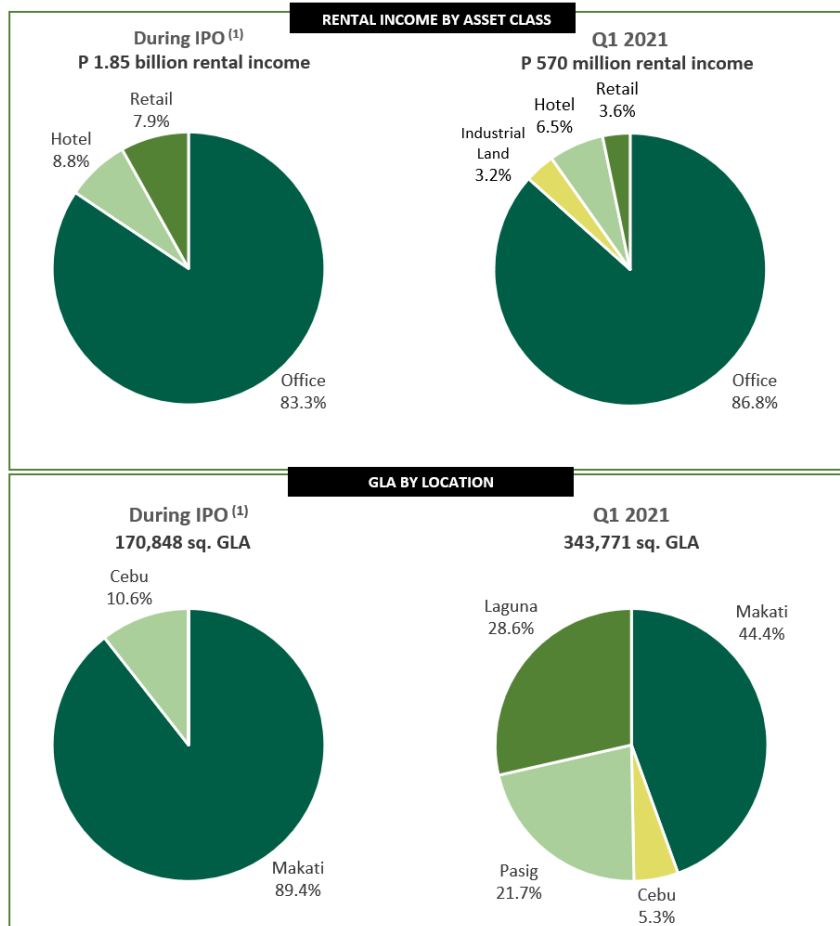 RENTAL INCOME BY ASSET CLASS
During IPO (1)
P 1.85 billion rental income
Retail
7.9%
Hotel
8.8%
Office
83.3%
Q1 2021
P 570 million rental income
Retail
3.6%
Hotel
6.5%
Industrial
Land
3.2%
Office
86.8%
GLA BY LOCATION
During IPO (1)
170,848 sq. GLA
Cebu
10.6%
Makati
89.4%
Q1 2021
343,771 sq. GLA
Laguna
28.6%
Makati
44.4%
Pasig
21.7%
Cebu
5.3%